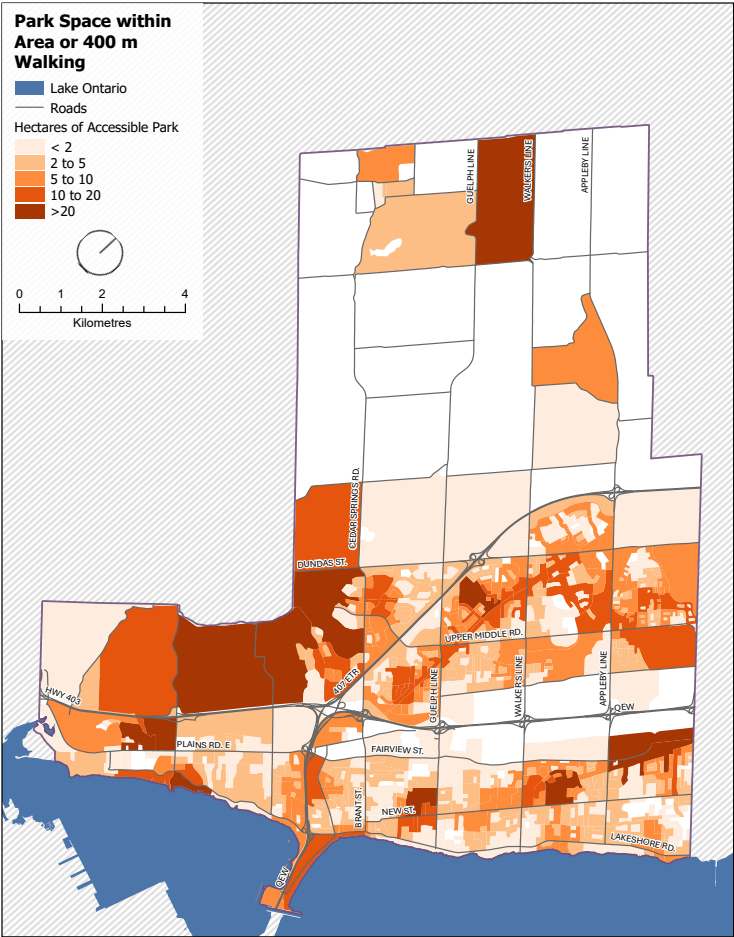 Park Space within
Area or 400 m
Walking
Lake Ontario
Roads
Hectares of Accessible Park
< 2
2 to 5
5 to 10
10 to 20
>20
0 1 2 4
Kilometres
GUELPH LINE
WALKER'S LINE
APPLEBY LINE
CEDAR SPRINGS RD.
DUNDAS ST.
UPPER MIDDLE RD.
407 ETR
GUELPH LINE
WALKER'S LINE
APPLEBY LINE
HWY 403
QEW
PLAINS RD. E
FAIRVIEW ST.
BRANT ST.
NEW ST.
LAKESHORE RD.
QEW